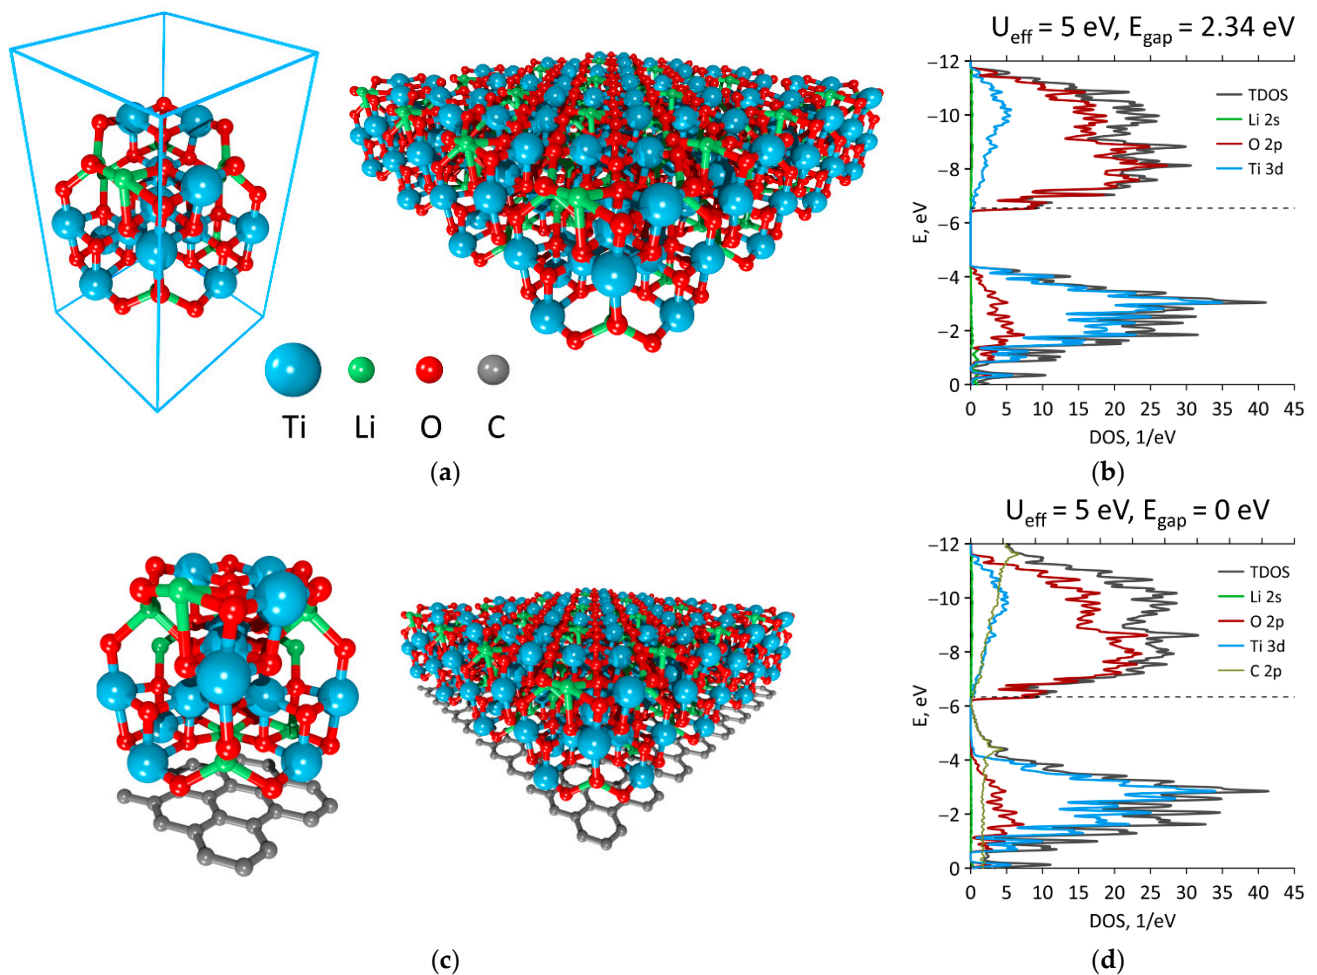 U_eff = 5 eV, E_gap = 2.34 eV
−12
−10
−8
−6
−4
−2
0
E, eV
TDOS
Li 2s
O 2p
Ti 3d
0 5 10 15 20 25 30 35 40 45
DOS, 1/eV
Ti Li O C
(a)
(b)
U_eff = 5 eV, E_gap = 0 eV
−12
−10
−8
−6
−4
−2
0
E, eV
TDOS
Li 2s
O 2p
Ti 3d
C 2p
0 5 10 15 20 25 30 35 40 45
DOS, 1/eV
(c)
(d)